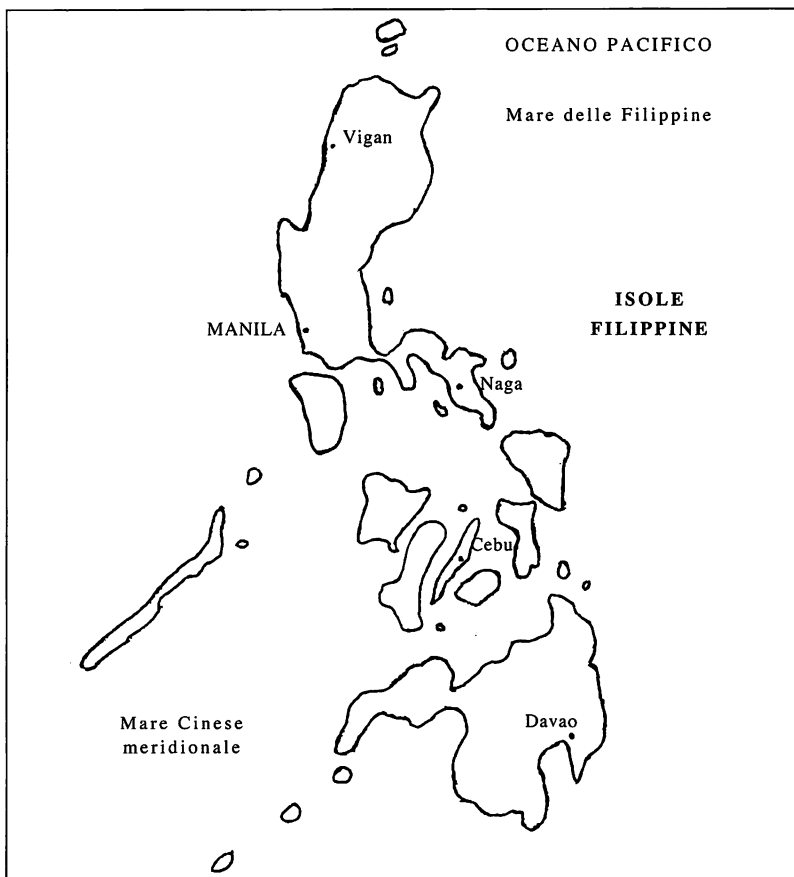 OCEANO PACIFICO
Mare delle Filippine
Vigan
ISOLE
FILIPPINE
MANILA
Naga
Cebu
Davao
Mare Cinese
meridionale